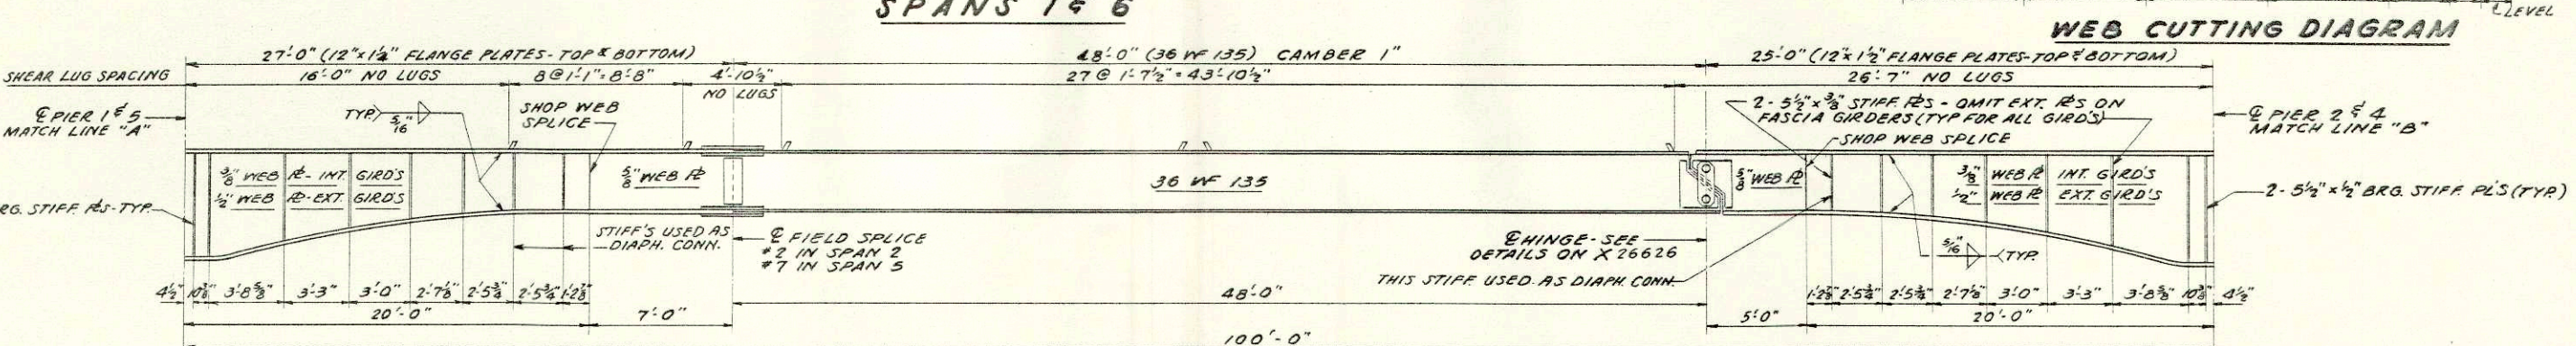 SPANS 1 & 6
℄ LEVEL
WEB CUTTING DIAGRAM
27'-0" (12"x1¼" FLANGE PLATES-TOP & BOTTOM)
48'-0" (36 WF 135) CAMBER 1"
25'-0" (12"x1½" FLANGE PLATES-TOP & BOTTOM)
SHEAR LUG SPACING
16'-0" NO LUGS
8 @ 1'-1" = 8'-8"
4'-10½"
NO LUGS
27 @ 1'-7½" = 43'-10½"
26'-7" NO LUGS
℄ PIER 1 & 5
MATCH LINE "A"
TYP.
5/16
SHOP WEB
SPLICE
2-5½"x⅜" STIFF. PLS - OMIT EXT. PLS ON
FASCIA GIRDERS (TYP FOR ALL GIRD'S)
SHOP WEB SPLICE
℄ PIER 2 & 4
MATCH LINE "B"
⅜" WEB PL - INT. GIRD'S
½" WEB PL - EXT. GIRD'S
⅝" WEB PL
36 WF 135
⅝" WEB PL
⅜" WEB PL INT. GIRD'S
½" WEB PL EXT. GIRD'S
RG. STIFF. PLS-TYP.
2-5½"x½" BRG. STIFF. PL'S (TYP.)
STIFF'S USED AS
DIAPH. CONN.
℄ FIELD SPLICE
#2 IN SPAN 2
#7 IN SPAN 5
℄ HINGE-SEE
DETAILS ON X 26626
THIS STIFF. USED AS DIAPH. CONN.
5/16
TYP.
4½" 10⅜" 3'-8⅝" 3'-3" 3'-0" 2'-7⅛" 2'-5¾" 2'-5¾" 1'-2⅞"
48'-0"
1'-2⅞" 2'-5¾" 2'-5¾" 2'-7⅛" 3'-0" 3'-3" 3'-8⅝" 10⅜" 4½"
20'-0"
7'-0"
5'-0"
20'-0"
100'-0"